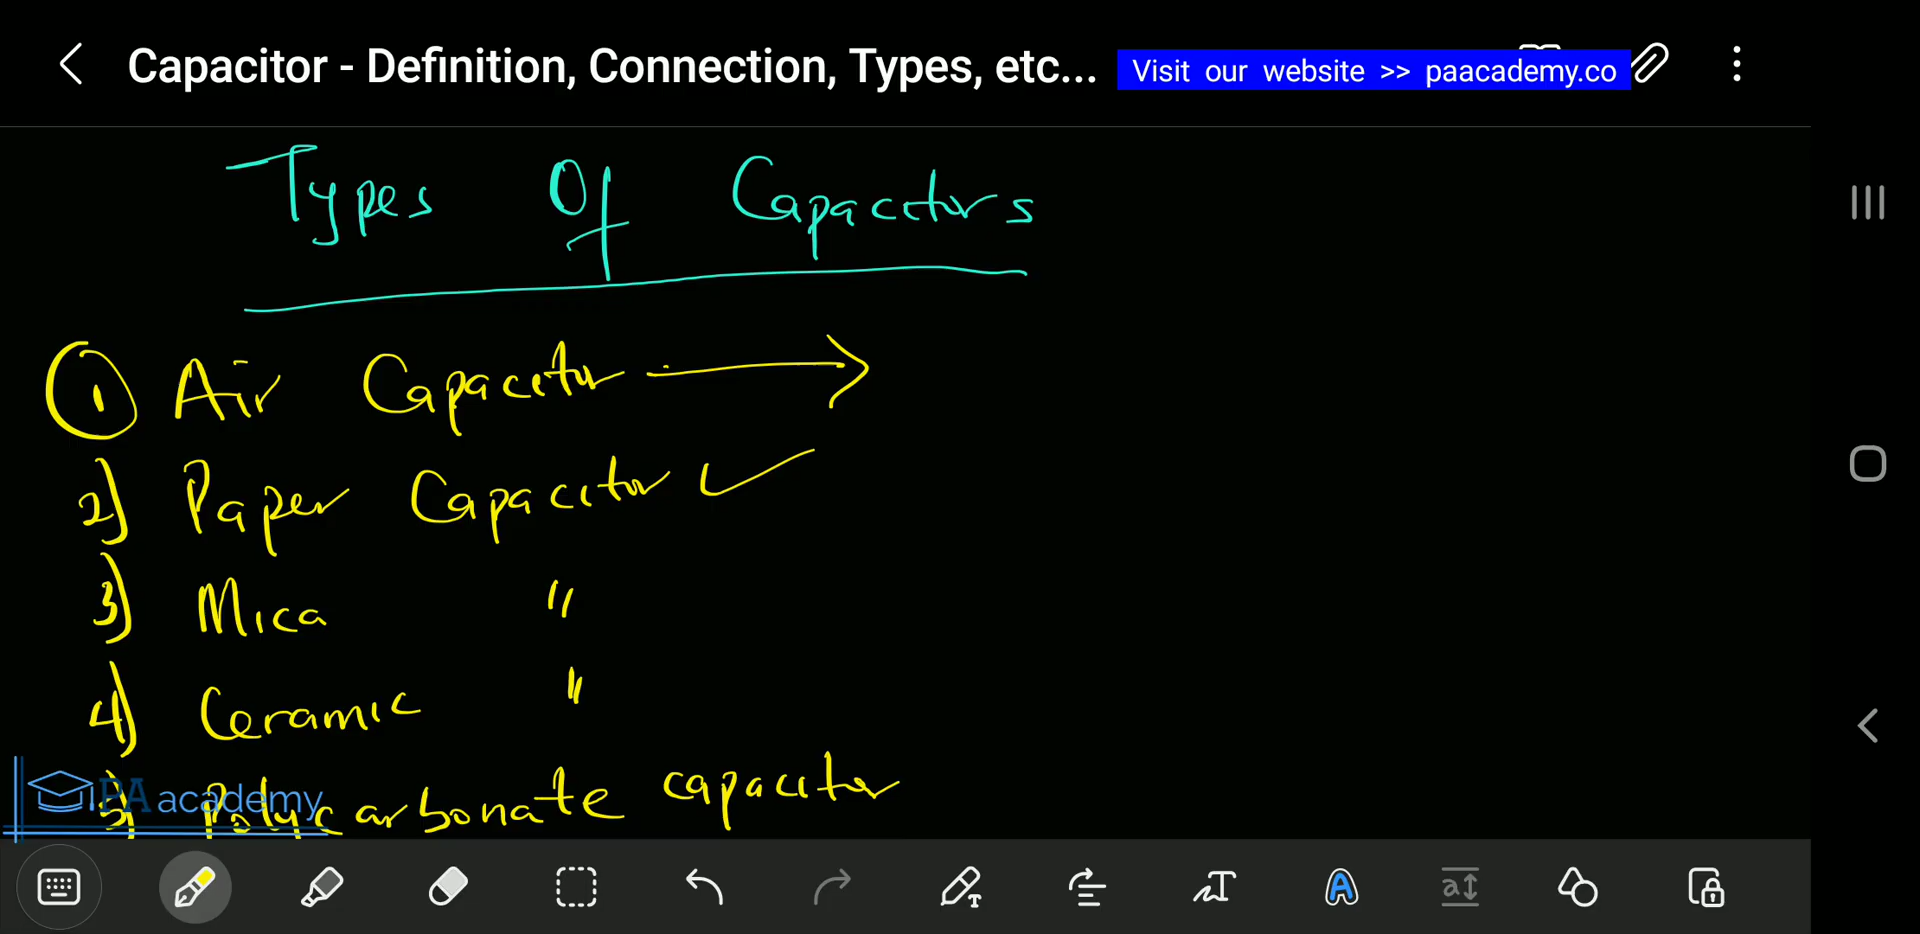 Capacitor - Definition, Connection, Types, etc...
Visit our website >> paacademy.co
Types Of Capacitors
1 Air Capacitor
2) Paper Capacitor
3) Mica "
4) Ceramic "
5) Polycarbonate capacitor
PA academy